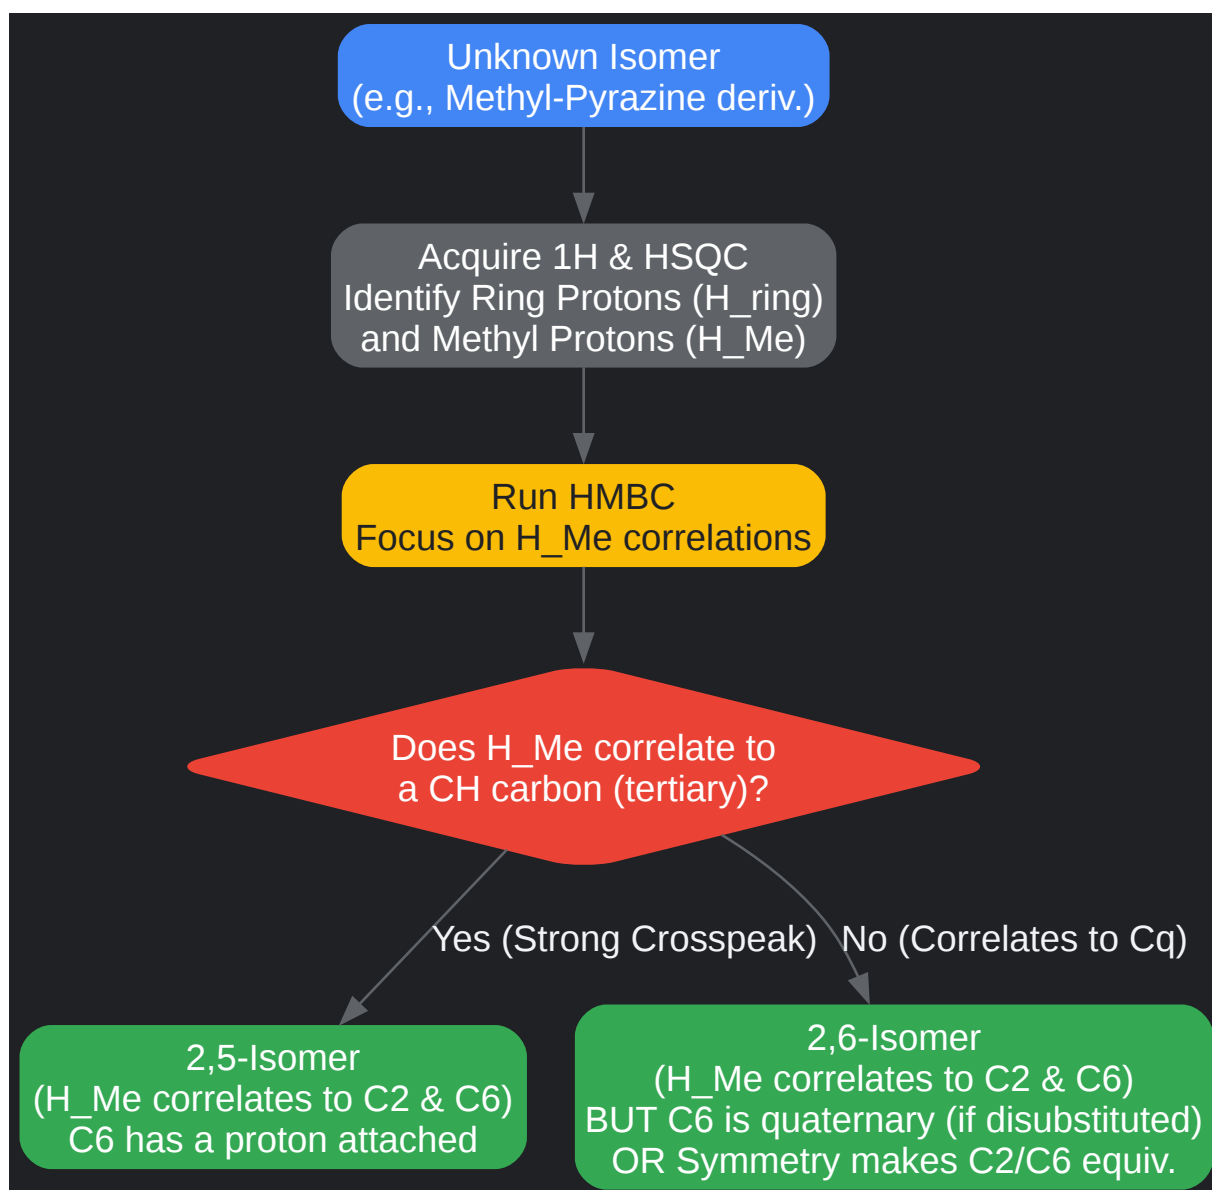 Unknown Isomer
(e.g., Methyl-Pyrazine deriv.)
Acquire 1H & HSQC
Identify Ring Protons (H_ring)
and Methyl Protons (H_Me)
Run HMBC
Focus on H_Me correlations
Does H_Me correlate to
a CH carbon (tertiary)?
Yes (Strong Crosspeak)
No (Correlates to Cq)
2,5-Isomer
(H_Me correlates to C2 & C6)
C6 has a proton attached
2,6-Isomer
(H_Me correlates to C2 & C6)
BUT C6 is quaternary (if disubstituted)
OR Symmetry makes C2/C6 equiv.